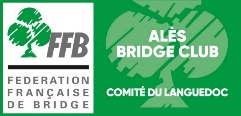 FFB
FEDERATION
FRANÇAISE
DE BRIDGE
ALÈS
BRIDGE CLUB
COMITÉ DU LANGUEDOC